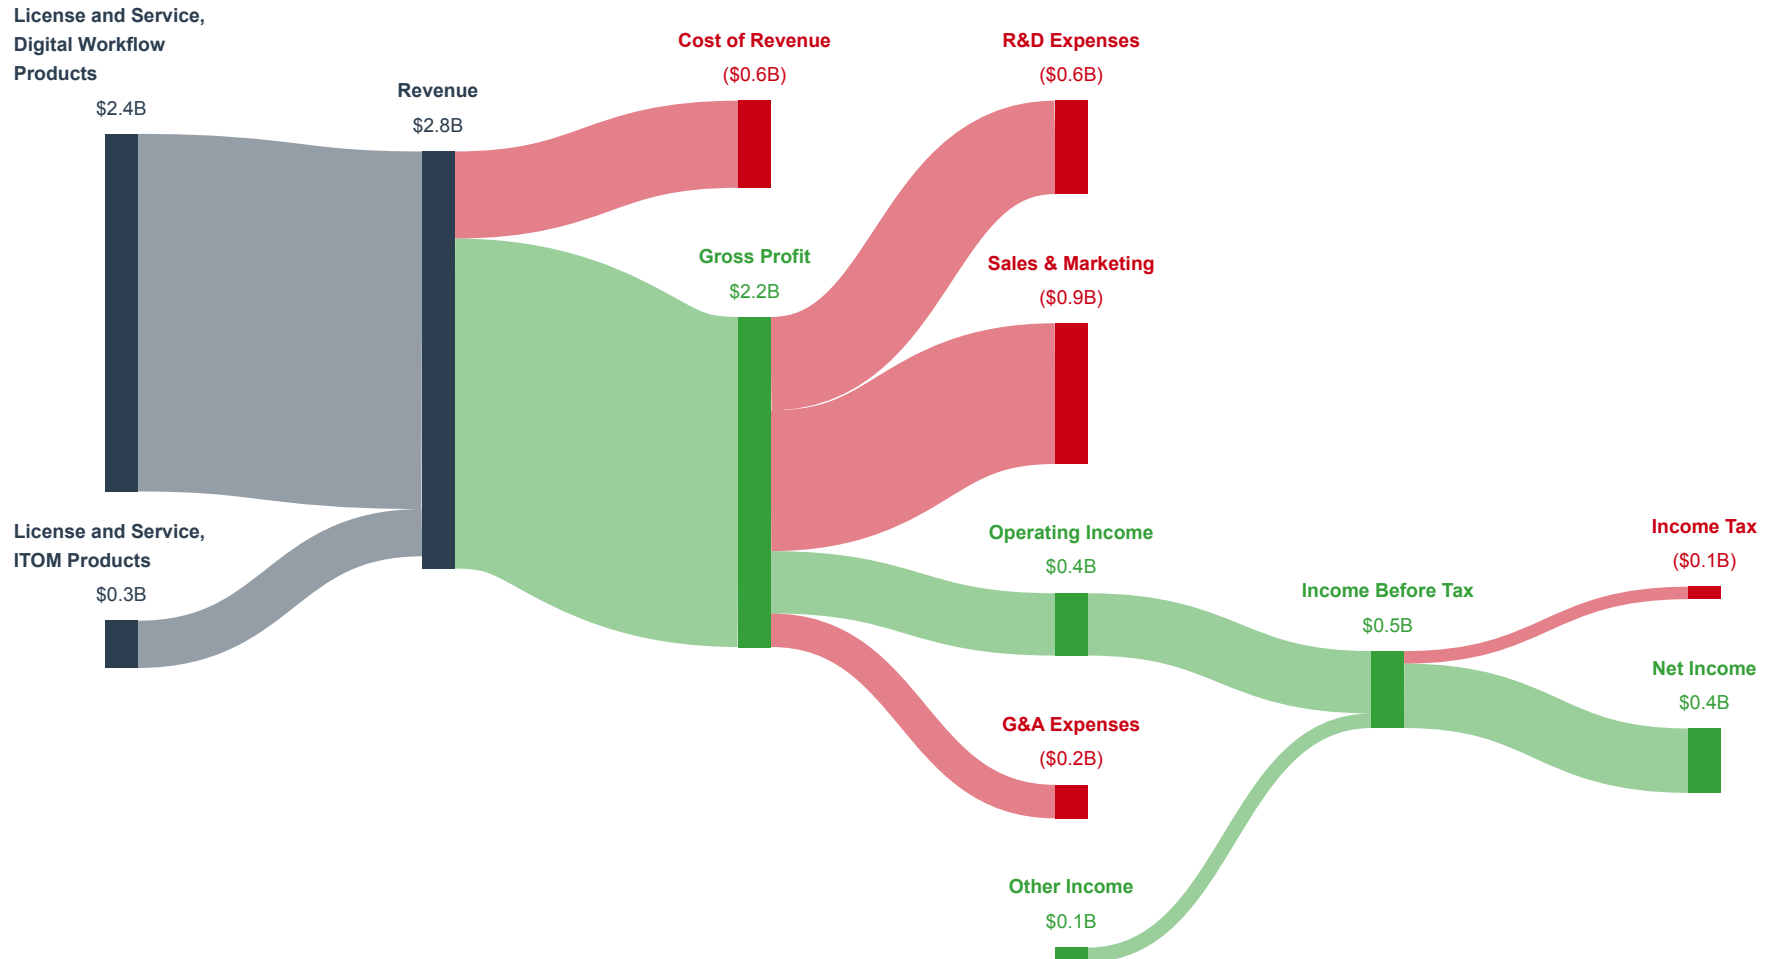 License and Service,
Digital Workflow
Products
$2.4B
Revenue
$2.8B
Cost of Revenue
($0.6B)
R&D Expenses
($0.6B)
Gross Profit
$2.2B
Sales & Marketing
($0.9B)
License and Service,
ITOM Products
$0.3B
Operating Income
$0.4B
Income Before Tax
$0.5B
Income Tax
($0.1B)
Net Income
$0.4B
G&A Expenses
($0.2B)
Other Income
$0.1B